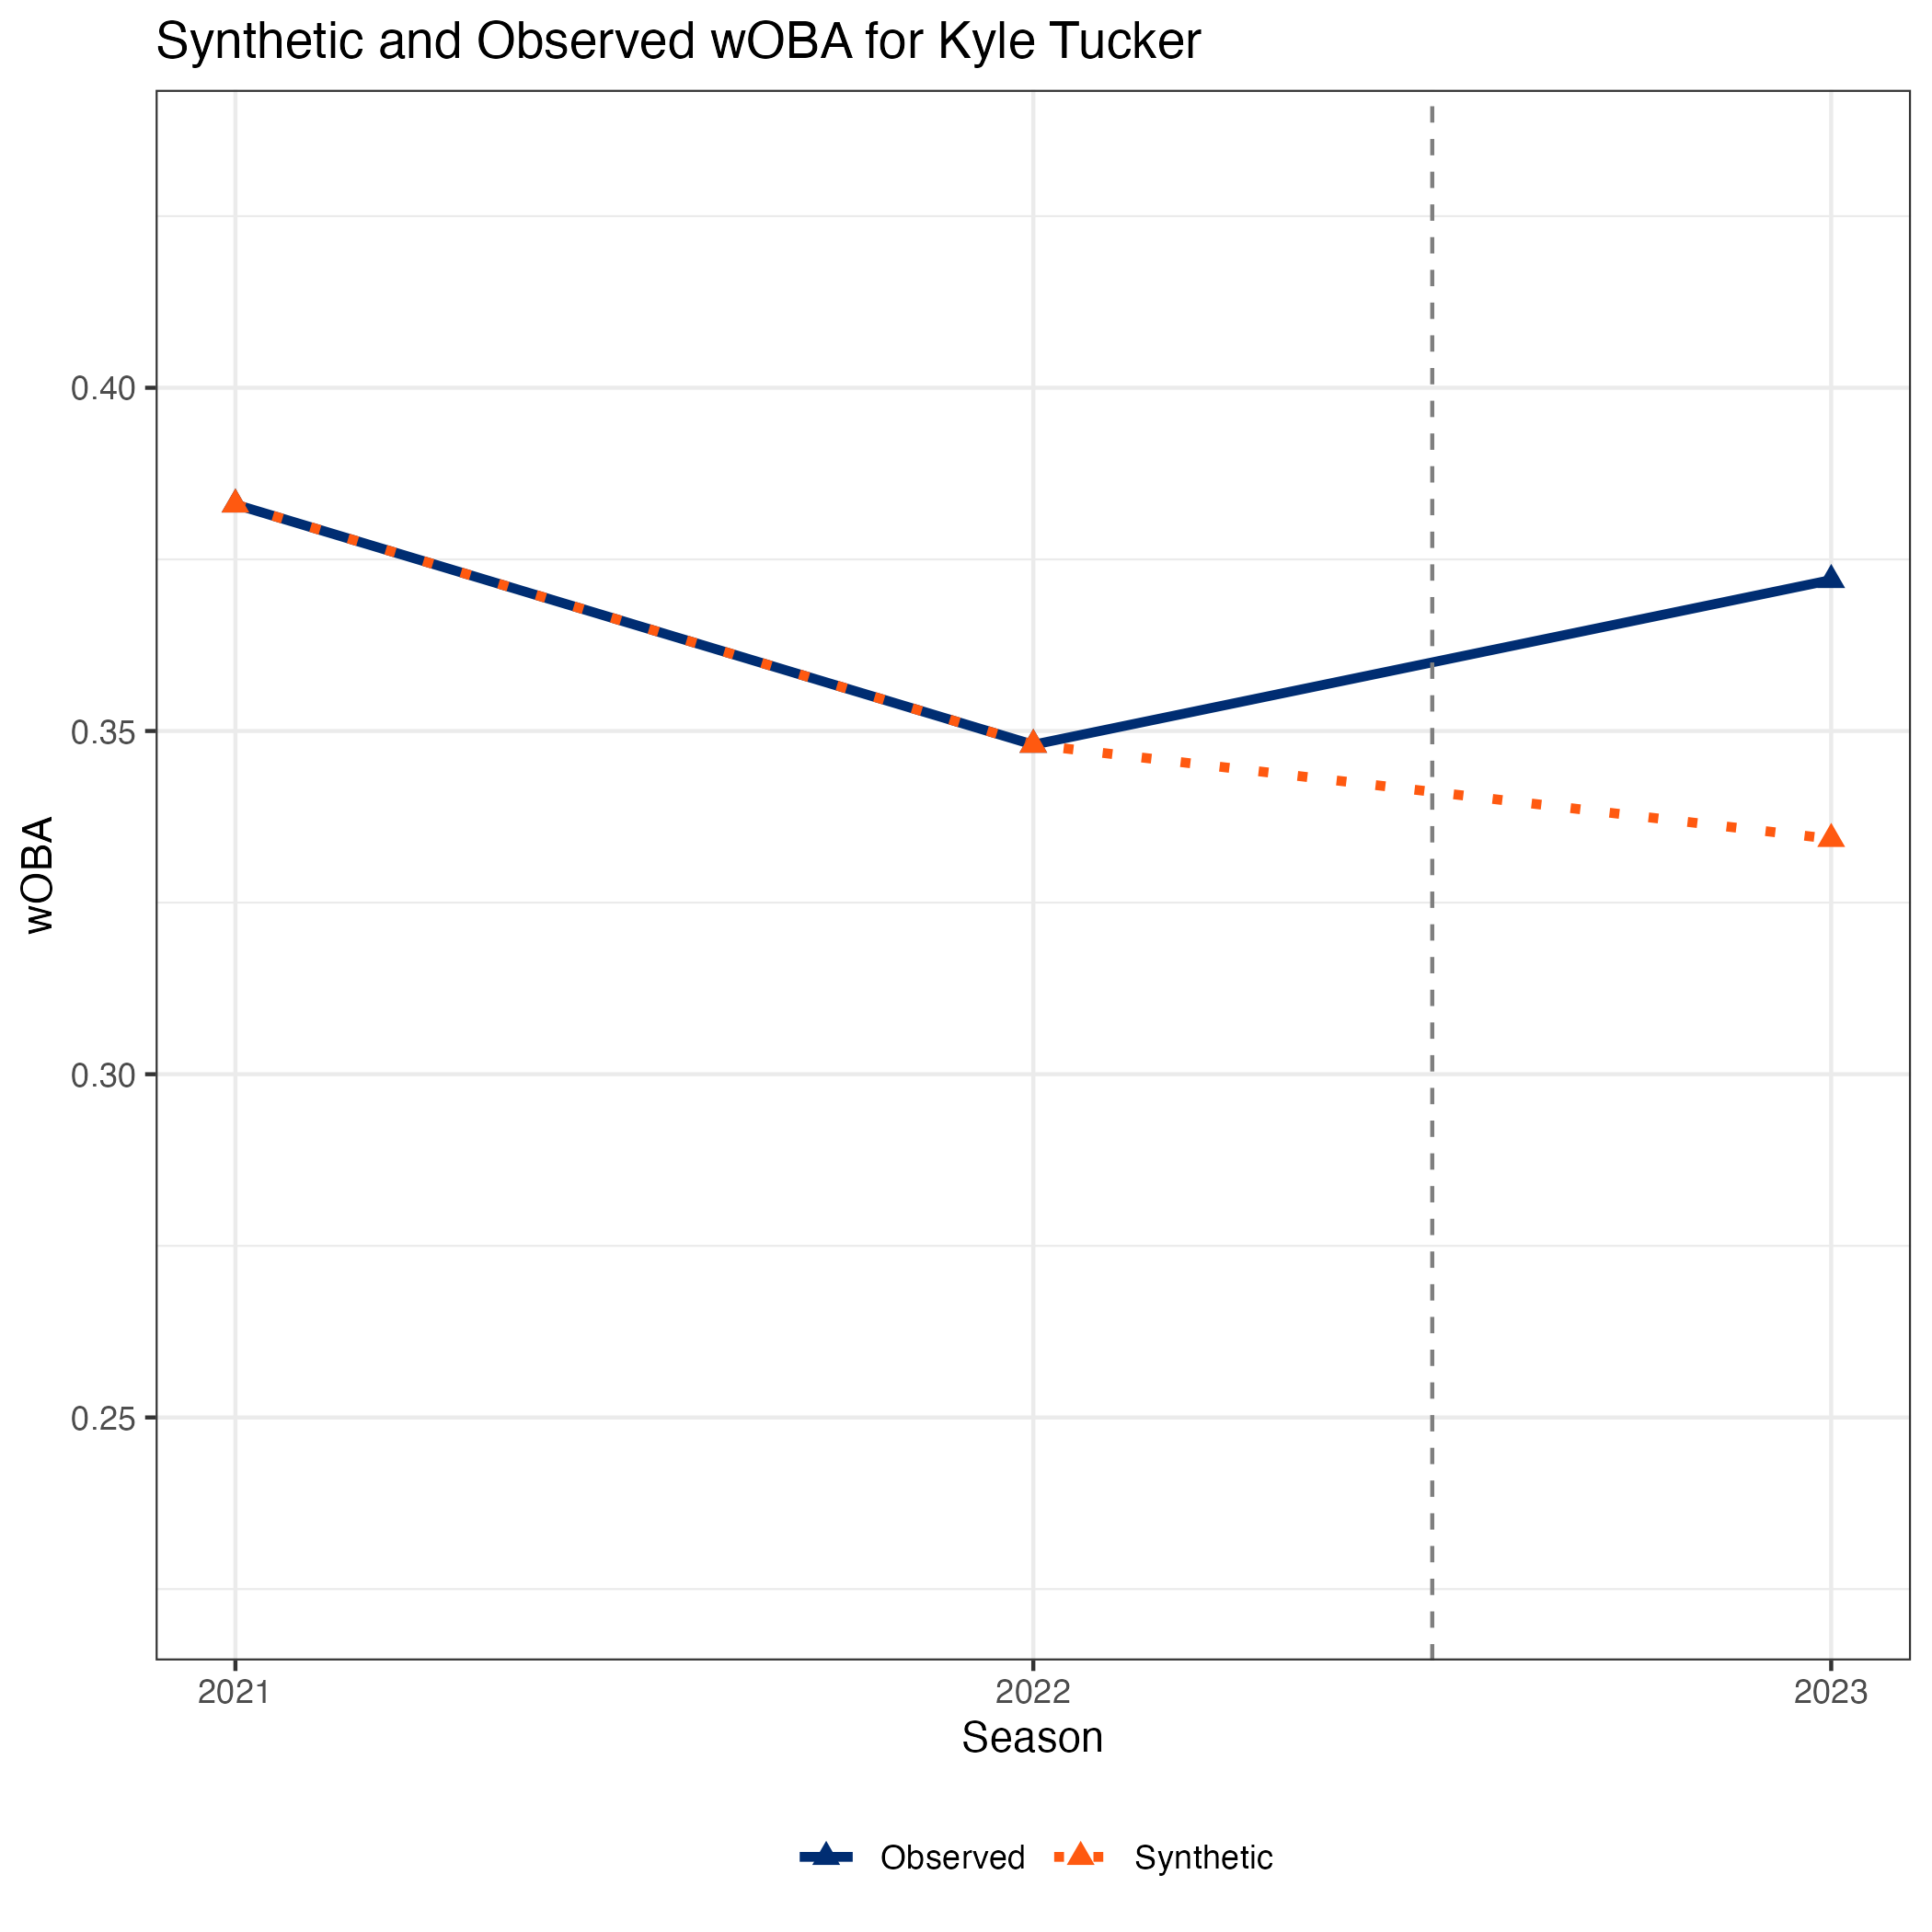 Synthetic and Observed wOBA for Kyle Tucker
wOBA
0.40
0.35
0.30
0.25
2021 2022 2023
Season
Observed Synthetic